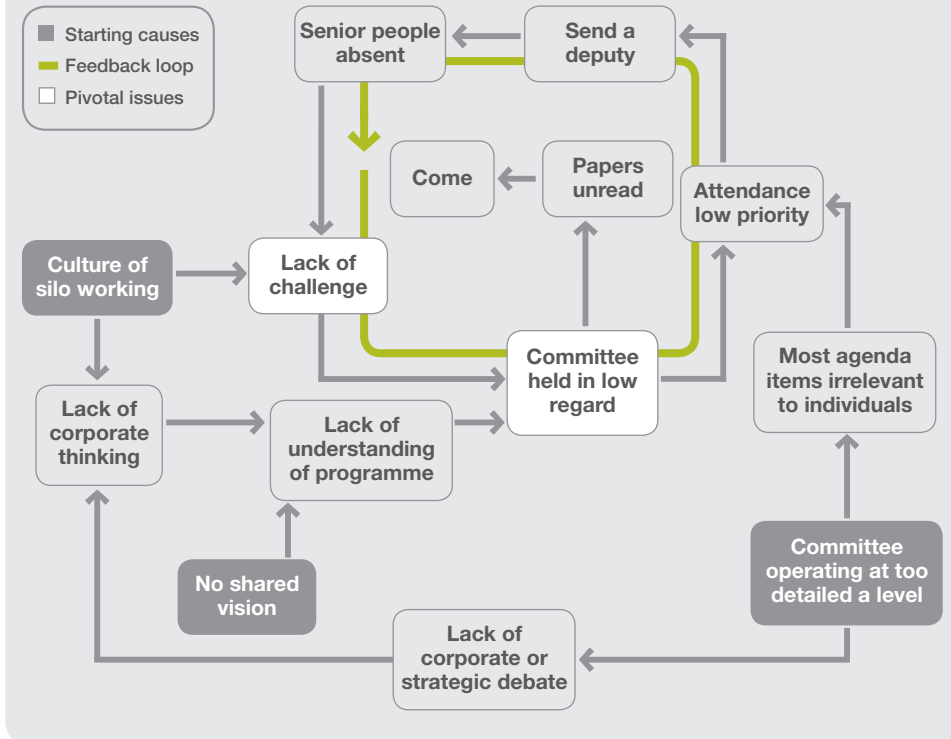 Starting causes
Feedback loop
Pivotal issues
Senior people
absent
Send a
deputy
Come
Papers
unread
Attendance
low priority
Culture of
silo working
Lack of
challenge
Committee
held in low
regard
Most agenda
items irrelevant
to individuals
Lack of
corporate
thinking
Lack of
understanding
of programme
No shared
vision
Committee
operating at too
detailed a level
Lack of
corporate or
strategic debate